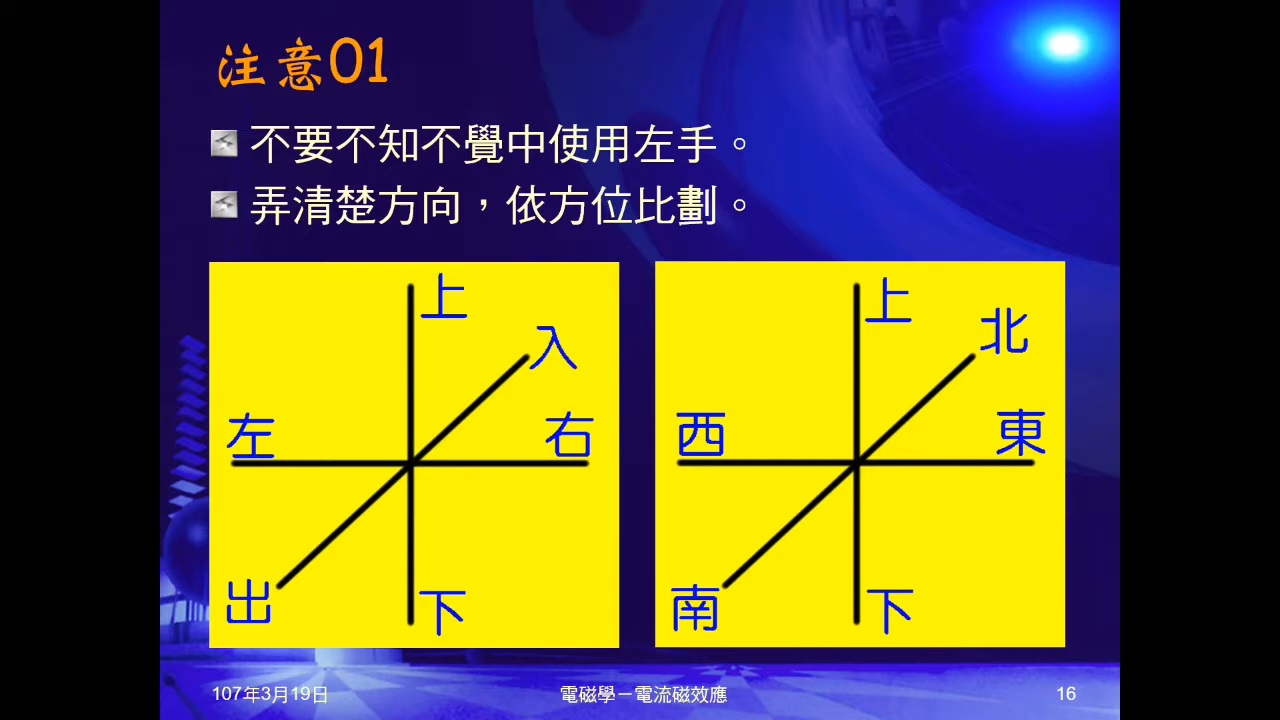 注意01
不要不知不覺中使用左手。
弄清楚方向，依方位比劃。
上
入
左
右
出
下
上
北
西
東
南
下
107年3月19日
電磁學－電流磁效應
16